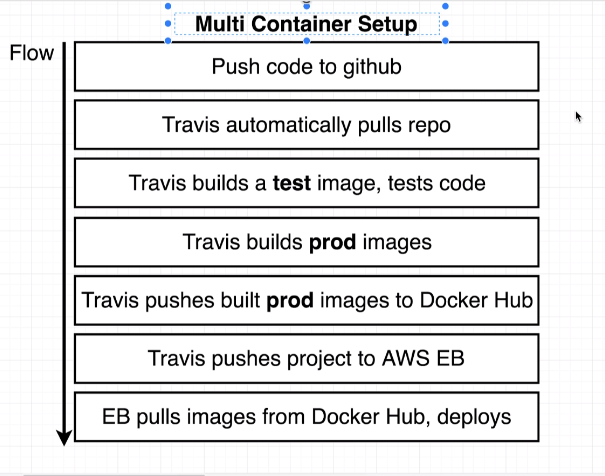 Multi Container Setup
Flow
Push code to github
Travis automatically pulls repo
Travis builds a test image, tests code
Travis builds prod images
Travis pushes built prod images to Docker Hub
Travis pushes project to AWS EB
EB pulls images from Docker Hub, deploys